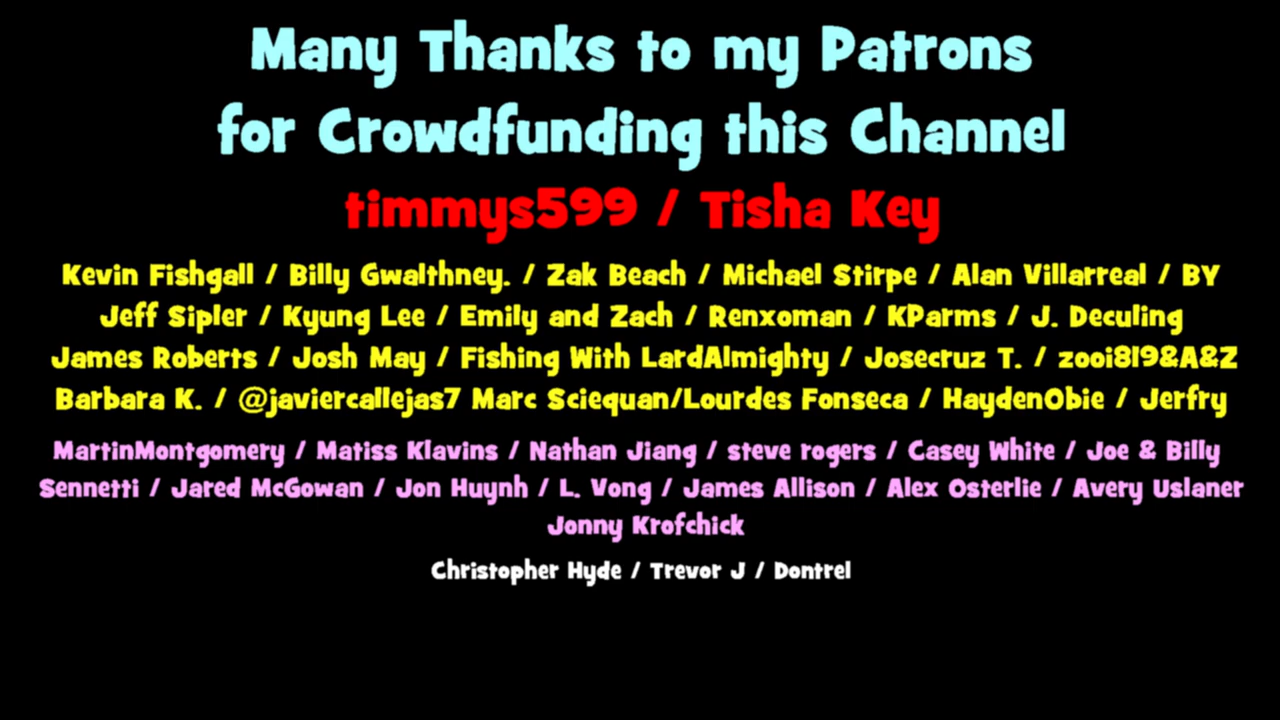 Many Thanks to my Patrons
for Crowdfunding this Channel
timmys599 / Tisha Key
Kevin Fishgall / Billy Gwalthney. / Zak Beach / Michael Stirpe / Alan Villarreal / BY
Jeff Sipler / Kyung Lee / Emily and Zach / Renxoman / KParms / J. Deculing
James Roberts / Josh May / Fishing With LardAlmighty / Josecruz T. / zooi819&A&Z
Barbara K. / @javiercallejas7 Marc Sciequan/Lourdes Fonseca / HaydenObie / Jerfry
MartinMontgomery / Matiss Klavins / Nathan Jiang / steve rogers / Casey White / Joe & Billy
Sennetti / Jared McGowan / Jon Huynh / L. Vong / James Allison / Alex Osterlie / Avery Uslaner
Jonny Krofchick
Christopher Hyde / Trevor J / Dontrel